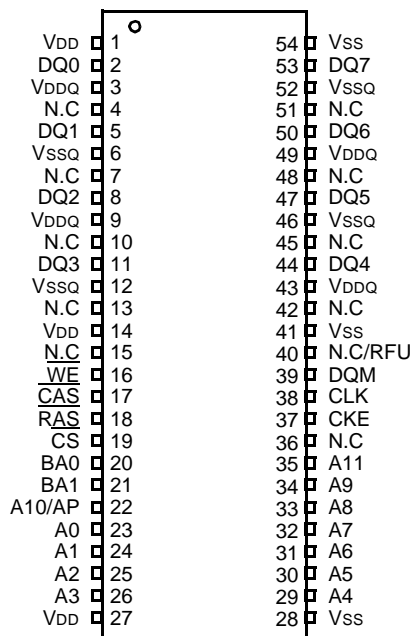 VDD 1 54 VSS
DQ0 2 53 DQ7
VDDQ 3 52 VSSQ
N.C 4 51 N.C
DQ1 5 50 DQ6
VSSQ 6 49 VDDQ
N.C 7 48 N.C
DQ2 8 47 DQ5
VDDQ 9 46 VSSQ
N.C 10 45 N.C
DQ3 11 44 DQ4
VSSQ 12 43 VDDQ
N.C 13 42 N.C
VDD 14 41 VSS
N.C 15 40 N.C/RFU
WE 16 39 DQM
CAS 17 38 CLK
RAS 18 37 CKE
CS 19 36 N.C
BA0 20 35 A11
BA1 21 34 A9
A10/AP 22 33 A8
A0 23 32 A7
A1 24 31 A6
A2 25 30 A5
A3 26 29 A4
VDD 27 28 VSS